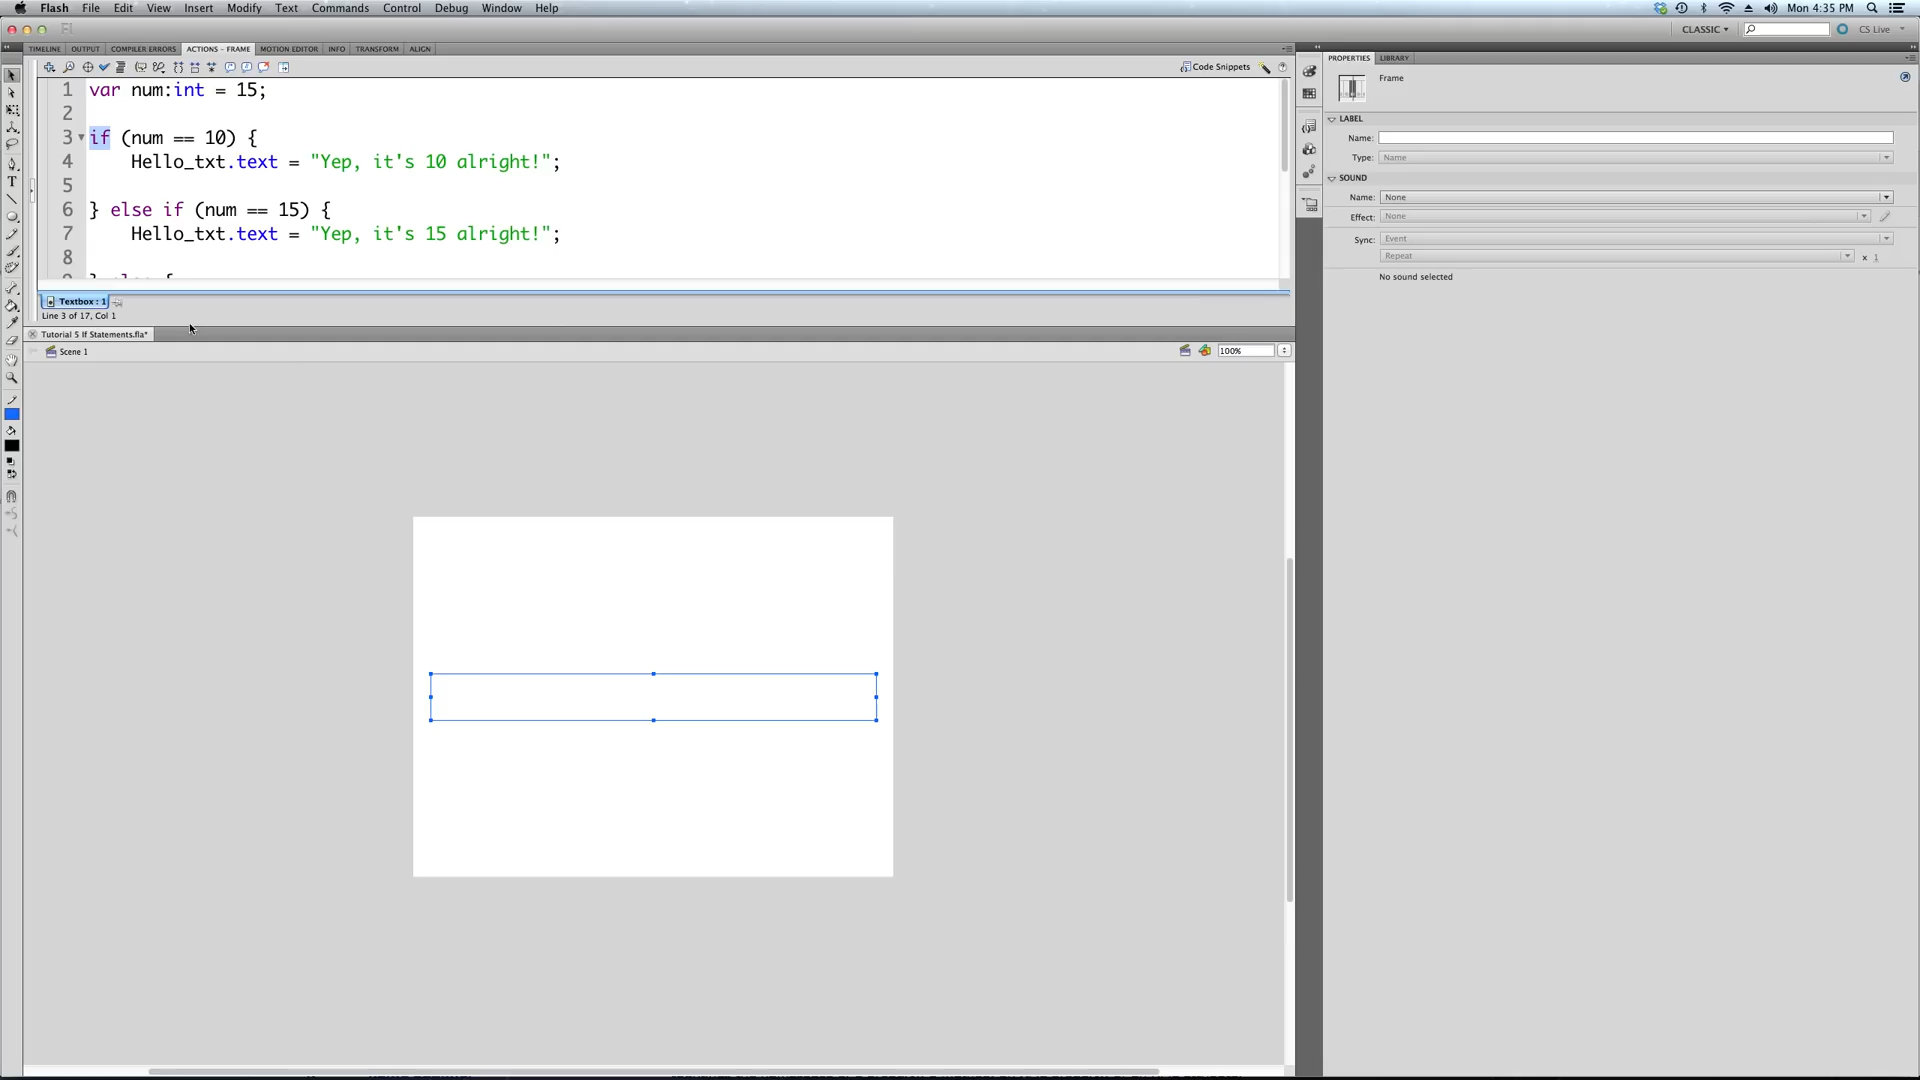 Flash File Edit View Insert Modify Text Commands Control Debug Window Help Mon 4:35 PM
Fl CLASSIC CS Live
TIMELINE OUTPUT COMPILER ERRORS ACTIONS – FRAME MOTION EDITOR INFO TRANSFORM ALIGN
Code Snippets
1 var num:int = 15;
2
3 if (num == 10) {
4 Hello_txt.text = "Yep, it's 10 alright!";
5
6 } else if (num == 15) {
7 Hello_txt.text = "Yep, it's 15 alright!";
8
9 } else {
Textbox : 1
Line 3 of 17, Col 1
Tutorial 5 If Statements.fla*
Scene 1
100%
PROPERTIES LIBRARY
Frame
LABEL
Name:
Type: Name
SOUND
Name: None
Effect: None
Sync: Event
Repeat x 1
No sound selected